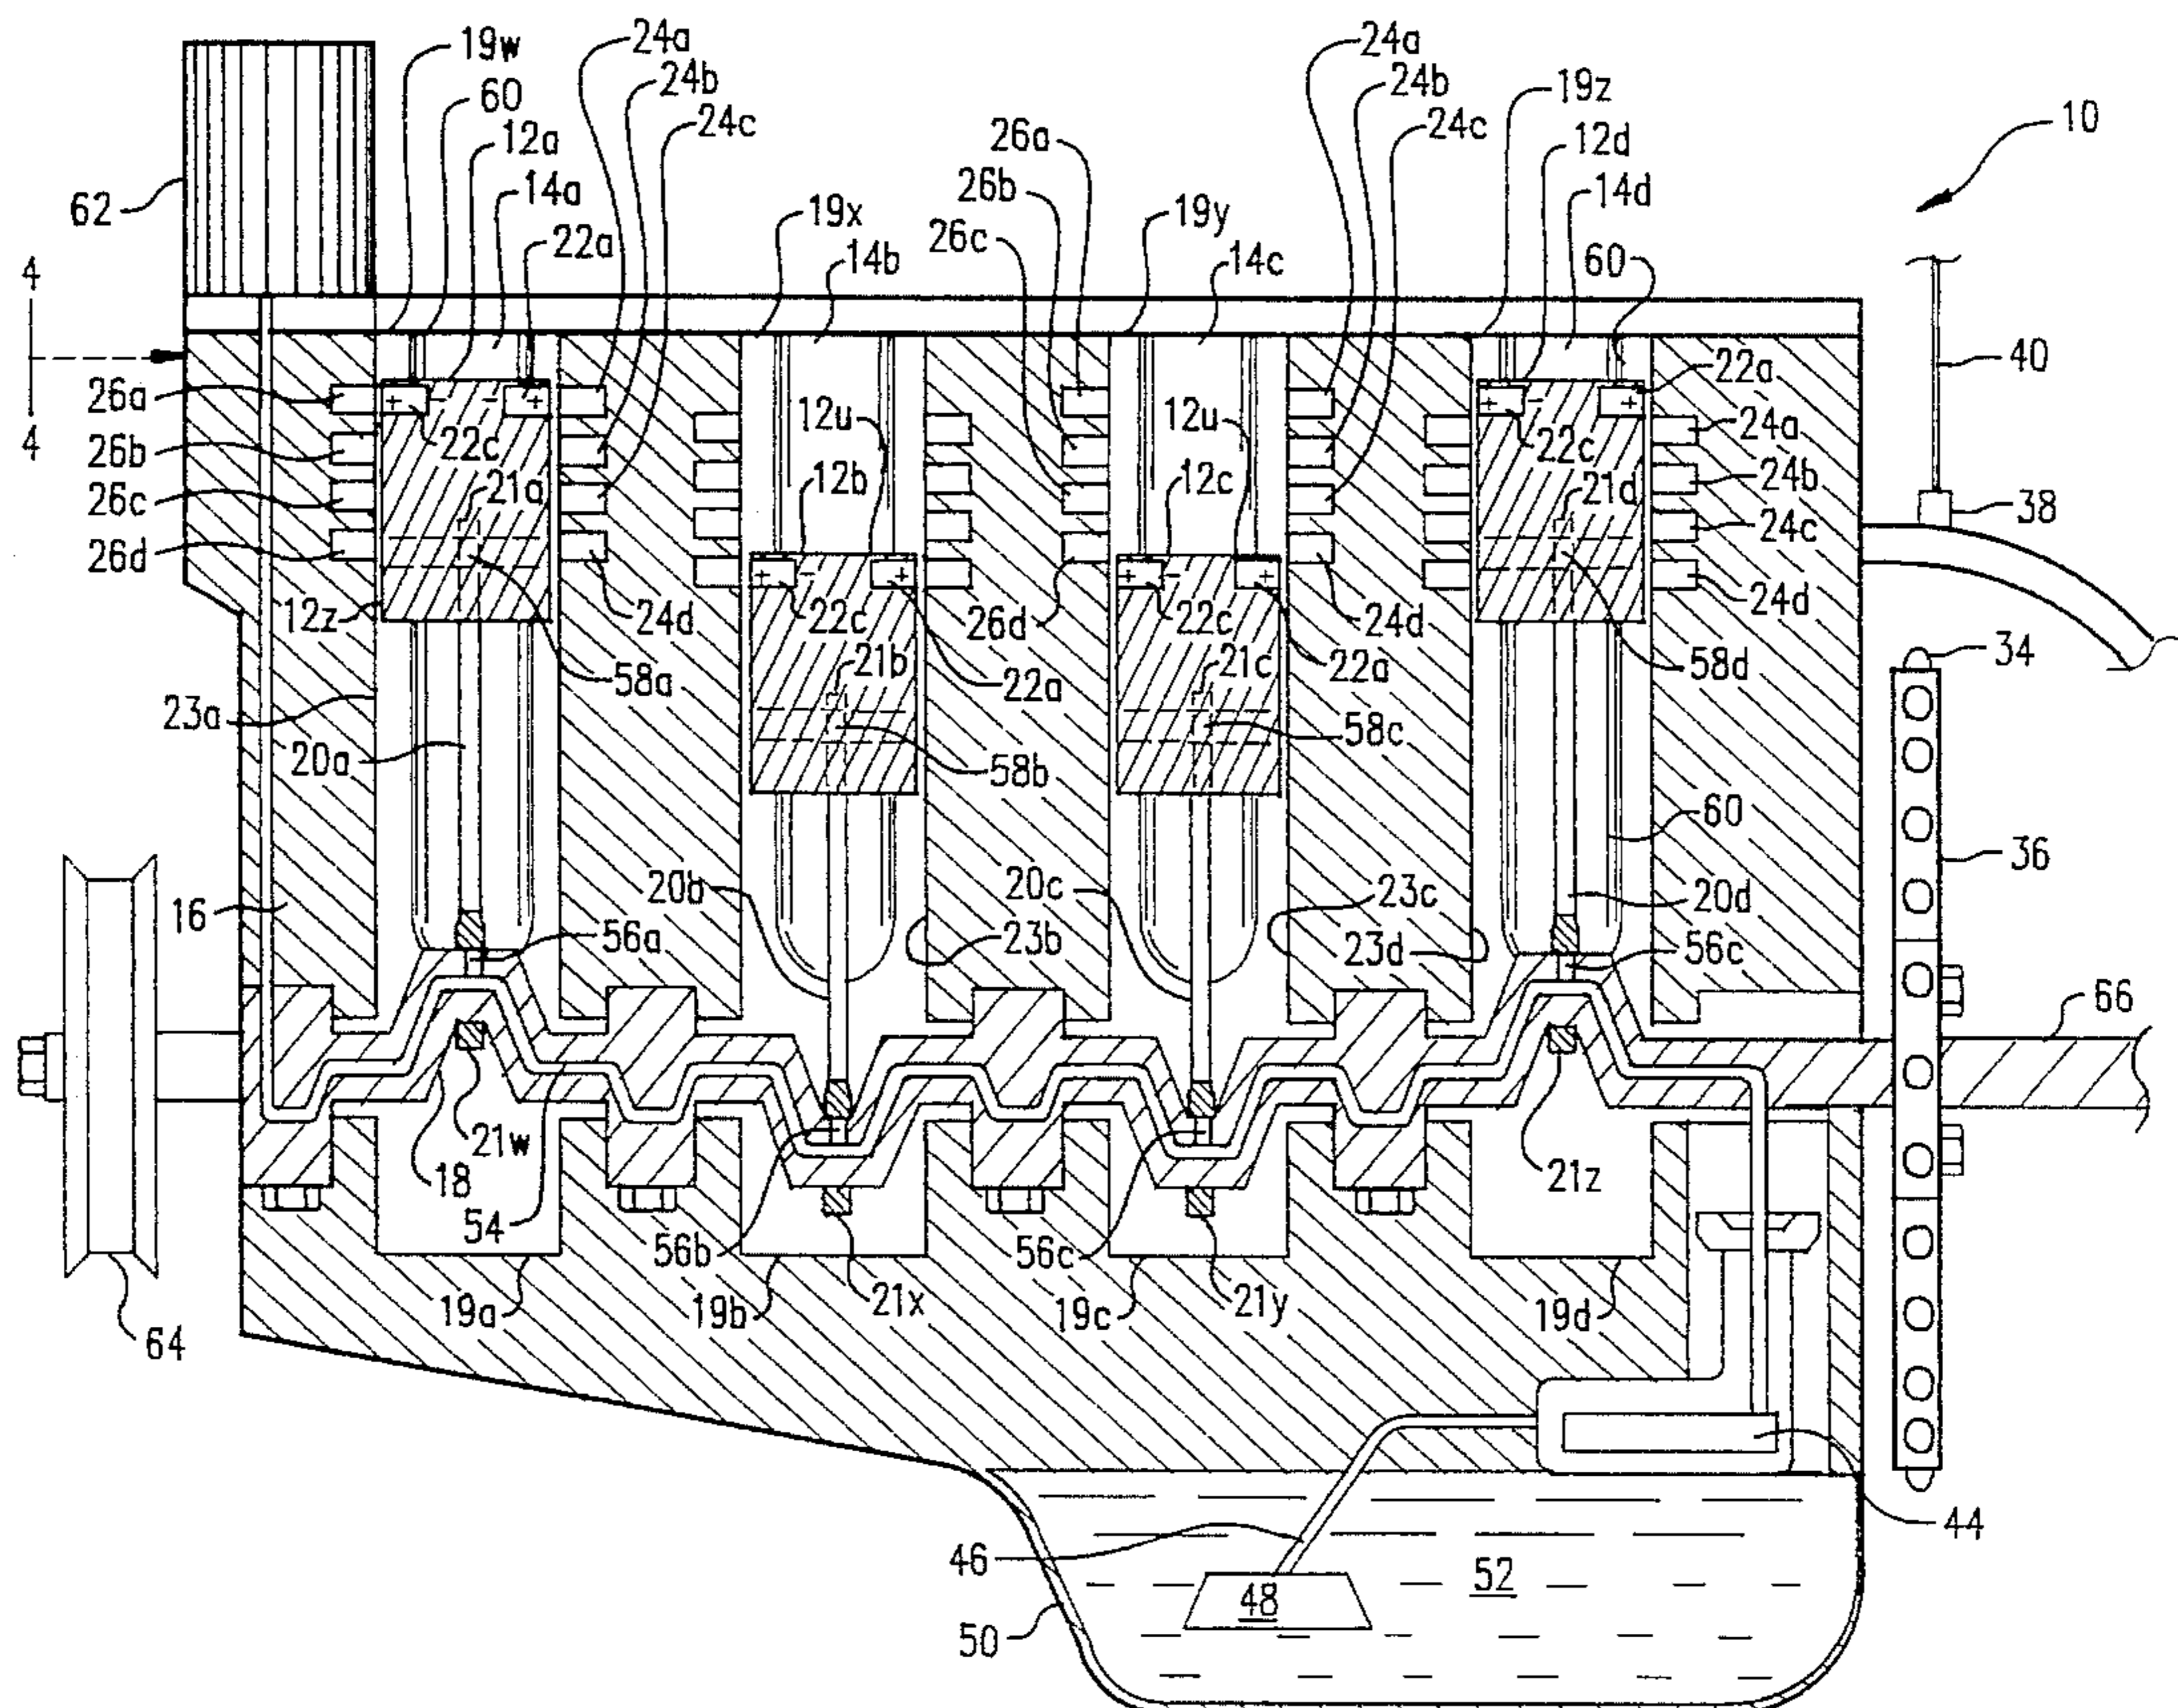 19w
24a
24a
60
24b
24b
19z
10
12a
24c
26a
24c
12d
62
14a
26b
14d
22a
19x
26c
19y
60
4
14b
14c
22a
40
26a
12u
12u
24a
4
26b
22c
12b
12c
22c
24b
26c
21a
21d
24c
38
26d
12z
24d
22c
26d
22c
24d
24d
58a
21b
22a
21c
22a
58d
34
23a
20a
58b
58c
60
36
16
20b
20c
23c
20d
56a
23b
23d
56c
66
21w
18
21z
54
56b
56c
64
19a
19b
21x
19c
21y
19d
46
52
44
48
50